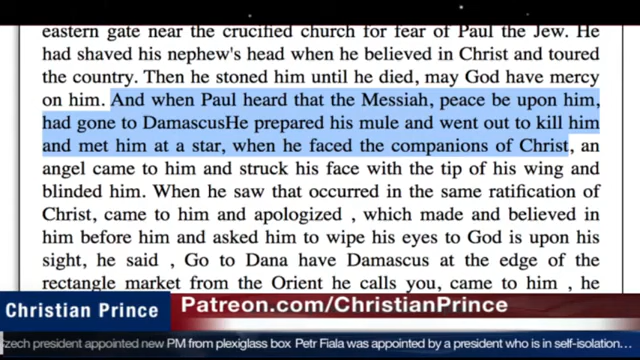 eastern gate near the crucified church for fear of Paul the Jew. He
had shaved his nephew's head when he believed in Christ and toured
the country. Then he stoned him until he died, may God have mercy
on him. And when Paul heard that the Messiah, peace be upon him,
had gone to DamascusHe prepared his mule and went out to kill him
and met him at a star, when he faced the companions of Christ, an
angel came to him and struck his face with the tip of his wing and
blinded him. When he saw that occurred in the same ratification of
Christ, came to him and apologized , which made and believed in
him before him and asked him to wipe his eyes to God is upon his
sight, he said , Go to Dana have Damascus at the edge of the
rectangle market from the Orient he calls you, came to him , he
Christian Prince
Patreon.com/ChristianPrince
czech president appointed new PM from plexiglass box Petr Fiala was appointed by a president who is in self-isolation...